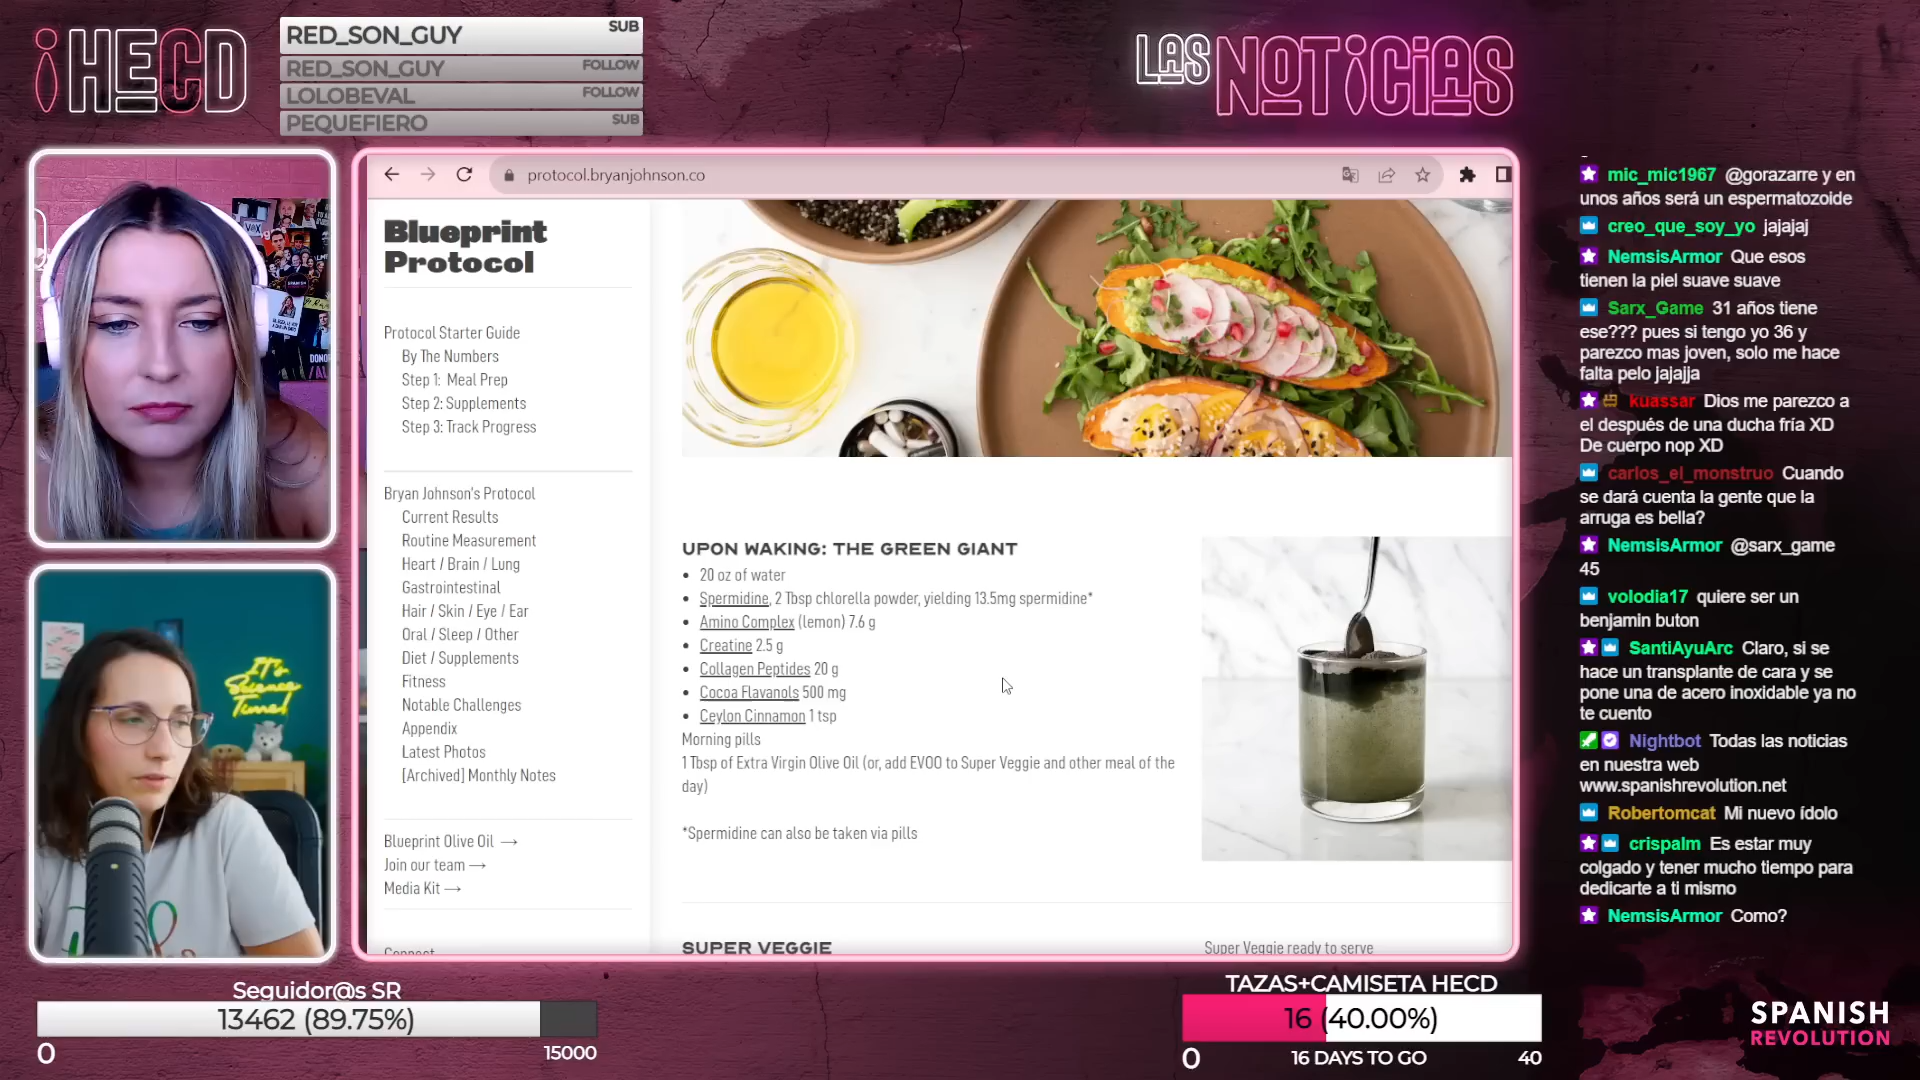 ¡HECD
RED_SON_GUY SUB
RED_SON_GUY FOLLOW
LOLOBEVAL FOLLOW
PEQUEFIERO SUB
LAS NOTICIAS
VOX
It's
Science
Time!
protocol.bryanjohnson.co
Blueprint
Protocol
Protocol Starter Guide
By The Numbers
Step 1: Meal Prep
Step 2: Supplements
Step 3: Track Progress
Bryan Johnson's Protocol
Current Results
Routine Measurement
Heart / Brain / Lung
Gastrointestinal
Hair / Skin / Eye / Ear
Oral / Sleep / Other
Diet / Supplements
Fitness
Notable Challenges
Appendix
Latest Photos
[Archived] Monthly Notes
Blueprint Olive Oil →
Join our team →
Media Kit →
Connect
UPON WAKING: THE GREEN GIANT
• 20 oz of water
• Spermidine, 2 Tbsp chlorella powder, yielding 13.5mg spermidine*
• Amino Complex (lemon) 7.6 g
• Creatine 2.5 g
• Collagen Peptides 20 g
• Cocoa Flavanols 500 mg
• Ceylon Cinnamon 1 tsp
Morning pills
1 Tbsp of Extra Virgin Olive Oil (or, add EVOO to Super Veggie and other meal of the
day)
*Spermidine can also be taken via pills
SUPER VEGGIE
Super Veggie ready to serve
mic_mic1967 @gorazarre y en
unos años será un espermatozoide
creo_que_soy_yo jajajaj
NemsisArmor Que esos
tienen la piel suave suave
Sarx_Game 31 años tiene
ese??? pues si tengo yo 36 y
parezco mas joven, solo me hace
falta pelo jajajja
kuassar Dios me parezco a
el después de una ducha fría XD
De cuerpo nop XD
carlos_el_monstruo Cuando
se dará cuenta la gente que la
arruga es bella?
NemsisArmor @sarx_game
45
volodia17 quiere ser un
benjamin buton
SantiAyuArc Claro, si se
hace un transplante de cara y se
pone una de acero inoxidable ya no
te cuento
Nightbot Todas las noticias
en nuestra web
www.spanishrevolution.net
Robertomcat Mi nuevo ídolo
crispalm Es estar muy
colgado y tener mucho tiempo para
dedicarte a ti mismo
NemsisArmor Como?
Seguidor@s SR
13462 (89.75%)
0 15000
TAZAS+CAMISETA HECD
16 (40.00%)
0 16 DAYS TO GO 40
SPANISH
REVOLUTION